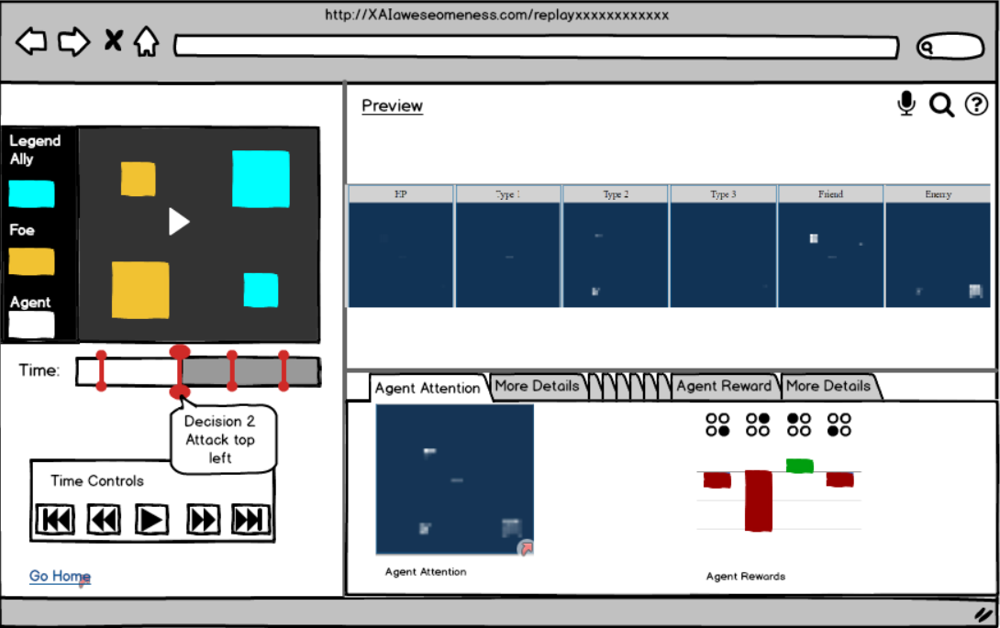 http://XAIaweseomeness.com/replayxxxxxxxxxxxx
Legend
Ally
Foe
Agent
Time:
Decision 2
Attack top
left
Time Controls
Go Home
Preview
HP
Type 1
Type 2
Type 3
Friend
Enemy
Agent Attention
More Details
Agent Reward
More Details
Agent Attention
Agent Rewards